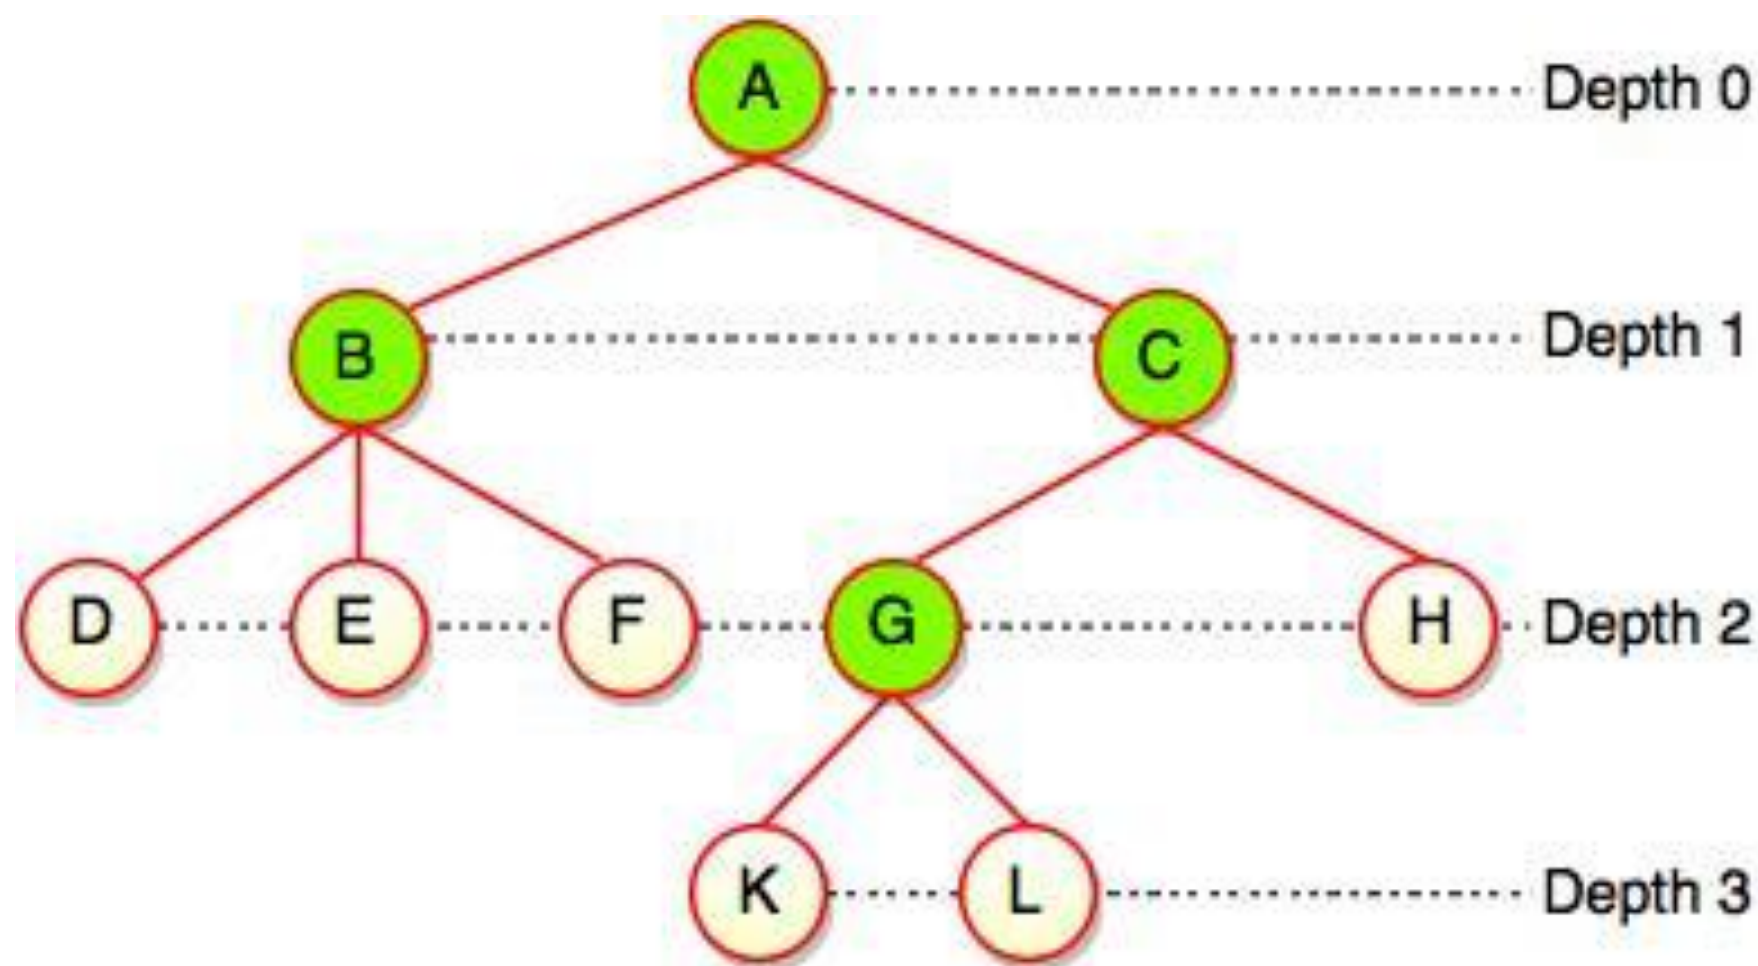 A Depth 0
B C Depth 1
D E F G H Depth 2
K L Depth 3